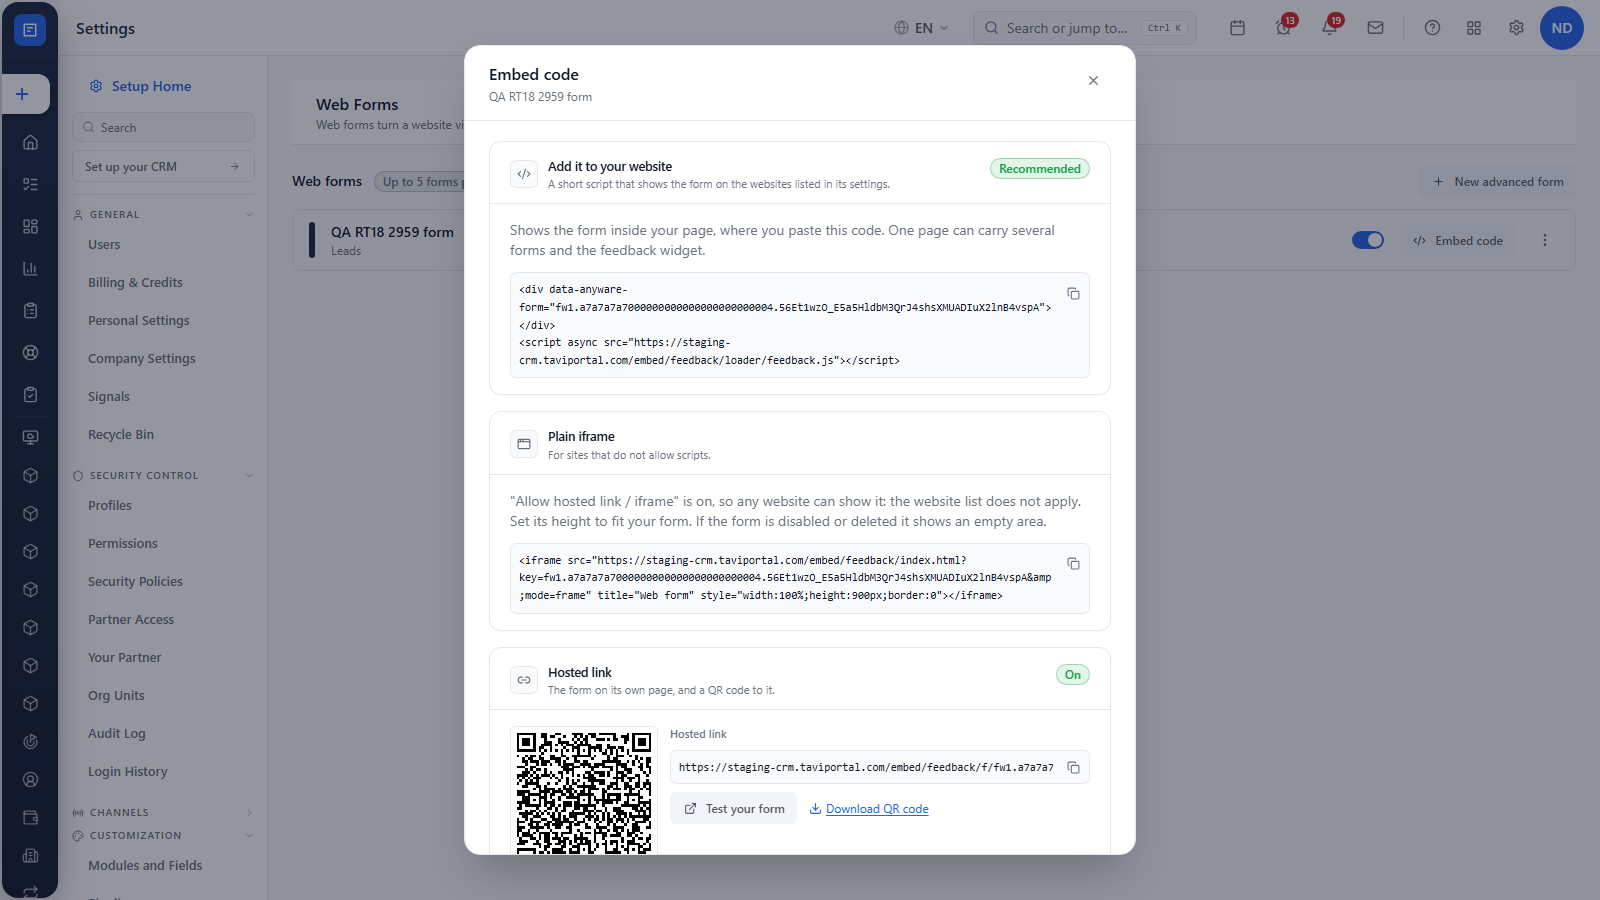 Settings
EN
Search or jump to...
Ctrl K
13
19
ND
Setup Home
Search
Set up your CRM
GENERAL
Users
Billing & Credits
Personal Settings
Company Settings
Signals
Recycle Bin
SECURITY CONTROL
Profiles
Permissions
Security Policies
Partner Access
Your Partner
Org Units
Audit Log
Login History
CHANNELS
CUSTOMIZATION
Modules and Fields
Web Forms
Web forms turn a website vi
Web forms
Up to 5 forms
New advanced form
QA RT18 2959 form
Leads
Embed code
Embed code
QA RT18 2959 form
Add it to your website
A short script that shows the form on the websites listed in its settings.
Recommended
Shows the form inside your page, where you paste this code. One page can carry several
forms and the feedback widget.
<div data-anyware-
form="fw1.a7a7a7a70000000000000000000000004.56Et1wzO_E5a5HldbM3QrJ4shsXMUADIuX2lnB4vspA">
</div>
<script async src="https://staging-
crm.taviportal.com/embed/feedback/loader/feedback.js"></script>
Plain iframe
For sites that do not allow scripts.
"Allow hosted link / iframe" is on, so any website can show it: the website list does not apply.
Set its height to fit your form. If the form is disabled or deleted it shows an empty area.
<iframe src="https://staging-crm.taviportal.com/embed/feedback/index.html?
key=fw1.a7a7a7a70000000000000000000000004.56Et1wzO_E5a5HldbM3QrJ4shsXMUADIuX2lnB4vspA&amp
;mode=frame" title="Web form" style="width:100%;height:900px;border:0"></iframe>
Hosted link
The form on its own page, and a QR code to it.
On
Hosted link
https://staging-crm.taviportal.com/embed/feedback/f/fw1.a7a7a7
Test your form
Download QR code